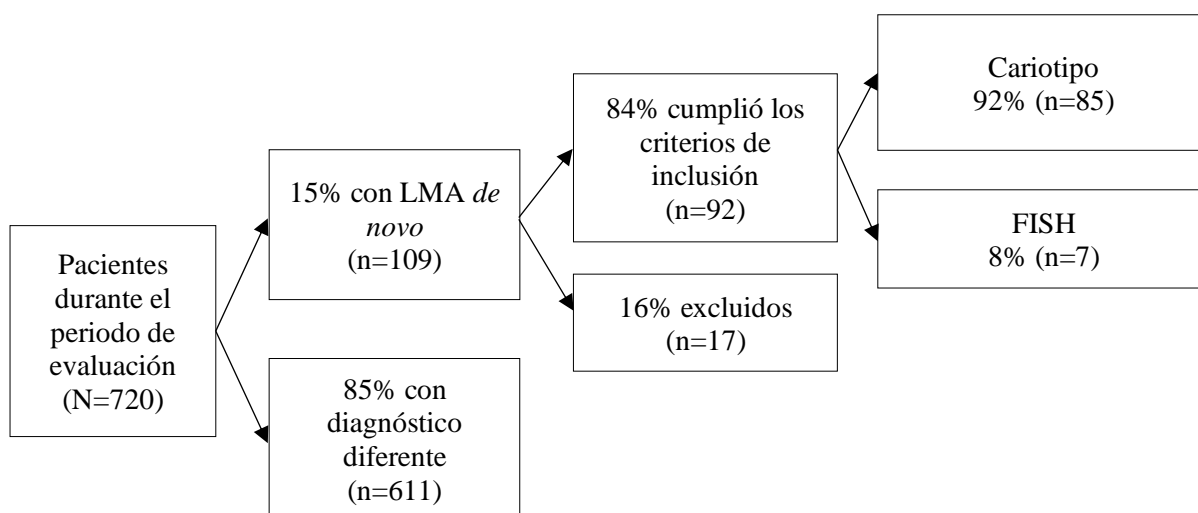 Pacientes
durante el
periodo de
evaluación
(N=720)
15% con LMA de
novo
(n=109)
85% con
diagnóstico
diferente
(n=611)
84% cumplió los
criterios de
inclusión
(n=92)
16% excluidos
(n=17)
Cariotipo
92% (n=85)
FISH
8% (n=7)